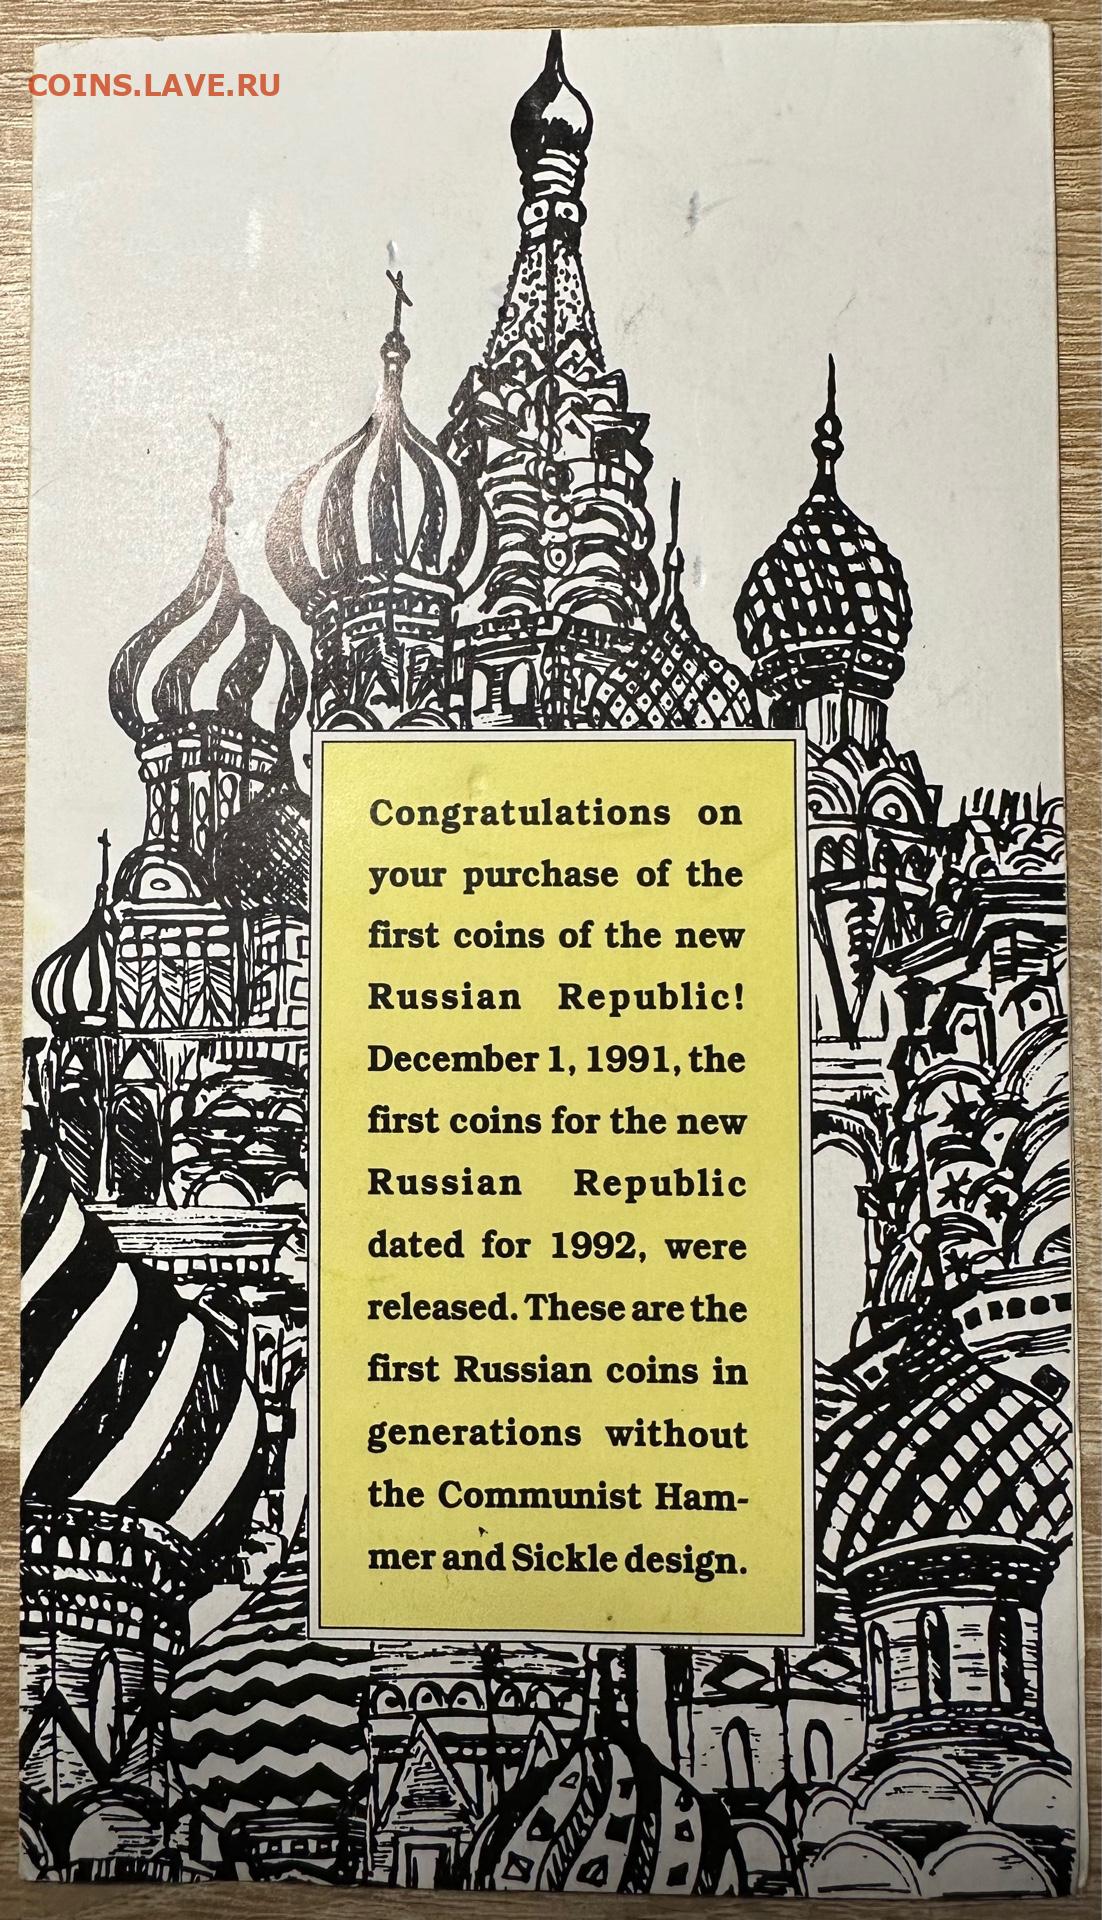 COINS.LAVE.RU
Congratulations on
your purchase of the
first coins of the new
Russian Republic!
December 1, 1991, the
first coins for the new
Russian Republic
dated for 1992, were
released. These are the
first Russian coins in
generations without
the Communist Ham-
mer and Sickle design.